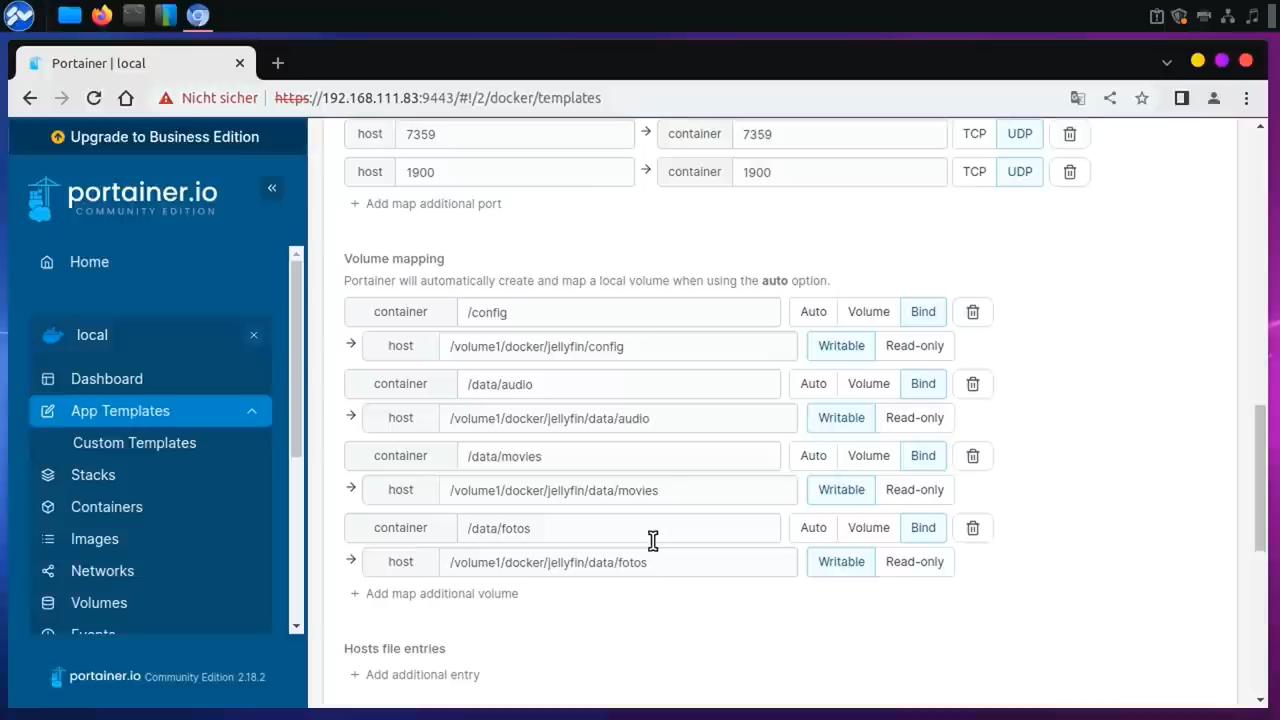 Portainer | local
Nicht sicher https://192.168.111.83:9443/#!/2/docker/templates
Upgrade to Business Edition
portainer.io
COMMUNITY EDITION
Home
local
Dashboard
App Templates
Custom Templates
Stacks
Containers
Images
Networks
Volumes
Events
portainer.io Community Edition 2.18.2
host 7359 container 7359 TCP UDP
host 1900 container 1900 TCP UDP
+ Add map additional port
Volume mapping
Portainer will automatically create and map a local volume when using the auto option.
container /config Auto Volume Bind
host /volume1/docker/jellyfin/config Writable Read-only
container /data/audio Auto Volume Bind
host /volume1/docker/jellyfin/data/audio Writable Read-only
container /data/movies Auto Volume Bind
host /volume1/docker/jellyfin/data/movies Writable Read-only
container /data/fotos Auto Volume Bind
host /volume1/docker/jellyfin/data/fotos Writable Read-only
+ Add map additional volume
Hosts file entries
+ Add additional entry